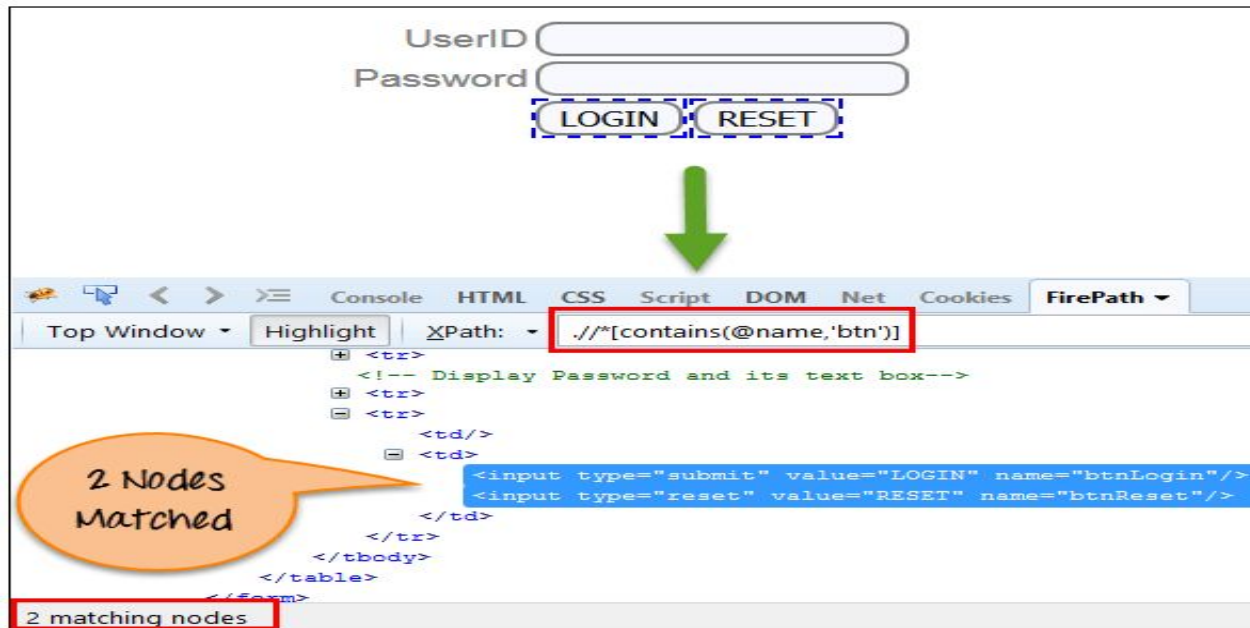 UserID
Password
LOGIN RESET
Console HTML CSS Script DOM Net Cookies FirePath
Top Window Highlight XPath: .//*[contains(@name,'btn')]
<tr>
<!-- Display Password and its text box-->
<tr>
<tr>
<td/>
<td>
<input type="submit" value="LOGIN" name="btnLogin"/>
<input type="reset" value="RESET" name="btnReset"/>
</td>
</tr>
</tbody>
</table>
</form>
2 Nodes
Matched
2 matching nodes